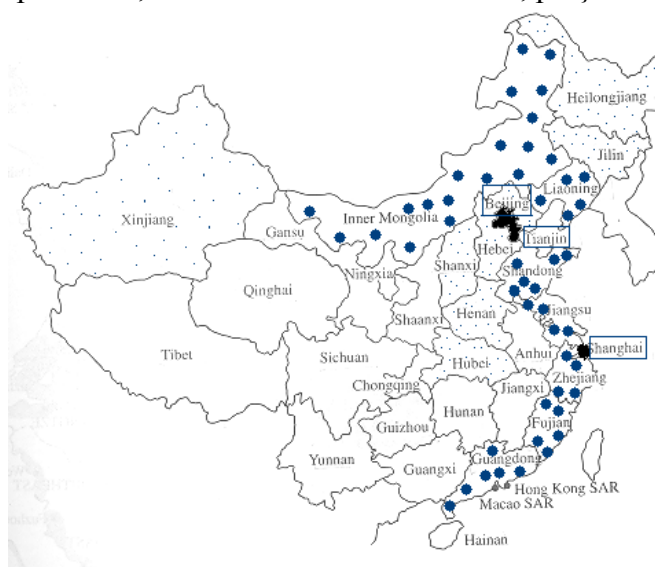 Heilongjiang
Jilin
Liaoning
Beijing
Tianjin
Xinjiang
Inner Mongolia
Gansu
Hebei
Shanxi
Ningxia
Shandong
Qinghai
Henan
Jiangsu
Shaanxi
Tibet
Sichuan
Hubei
Anhui
Shanghai
Chongqing
Zhejiang
Jiangxi
Hunan
Guizhou
Fujian
Yunnan
Guangxi
Guangdong
Hong Kong SAR
Macao SAR
Hainan